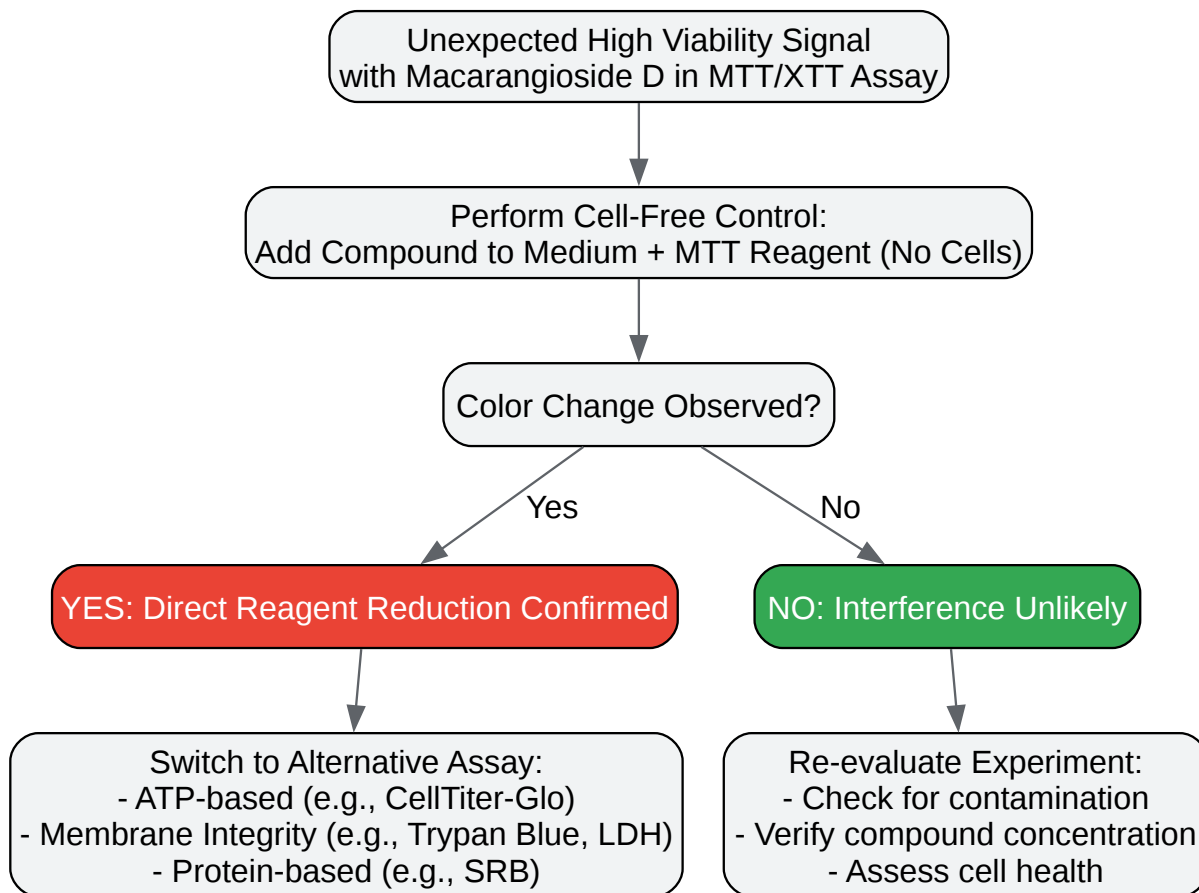 Unexpected High Viability Signal
with Macarangioside D in MTT/XTT Assay
Perform Cell-Free Control:
Add Compound to Medium + MTT Reagent (No Cells)
Color Change Observed?
Yes
No
YES: Direct Reagent Reduction Confirmed
NO: Interference Unlikely
Switch to Alternative Assay:
- ATP-based (e.g., CellTiter-Glo)
- Membrane Integrity (e.g., Trypan Blue, LDH)
- Protein-based (e.g., SRB)
Re-evaluate Experiment:
- Check for contamination
- Verify compound concentration
- Assess cell health